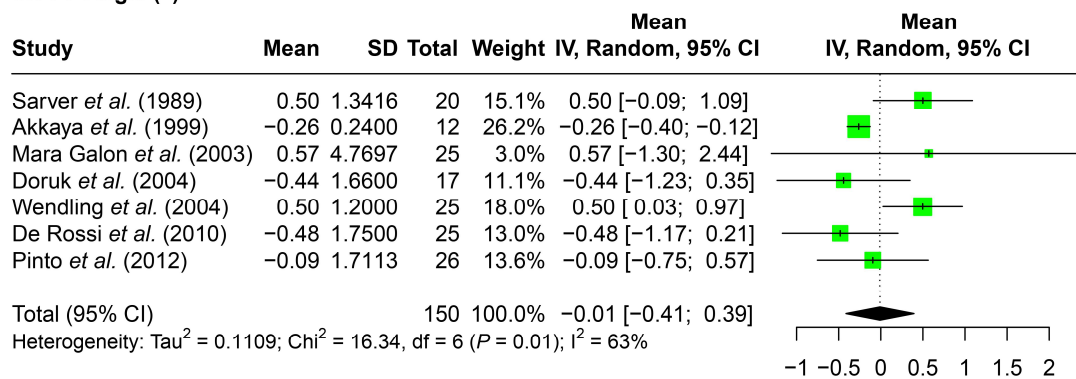 Mean Mean
Study Mean SD Total Weight IV, Random, 95% CI IV, Random, 95% CI
Sarver et al. (1989) 0.50 1.3416 20 15.1% 0.50 [−0.09; 1.09]
Akkaya et al. (1999) −0.26 0.2400 12 26.2% −0.26 [−0.40; −0.12]
Mara Galon et al. (2003) 0.57 4.7697 25 3.0% 0.57 [−1.30; 2.44]
Doruk et al. (2004) −0.44 1.6600 17 11.1% −0.44 [−1.23; 0.35]
Wendling et al. (2004) 0.50 1.2000 25 18.0% 0.50 [ 0.03; 0.97]
De Rossi et al. (2010) −0.48 1.7500 25 13.0% −0.48 [−1.17; 0.21]
Pinto et al. (2012) −0.09 1.7113 26 13.6% −0.09 [−0.75; 0.57]
Total (95% CI) 150 100.0% −0.01 [−0.41; 0.39]
Heterogeneity: Tau² = 0.1109; Chi² = 16.34, df = 6 (P = 0.01); I² = 63%
−1 −0.5 0 0.5 1 1.5 2